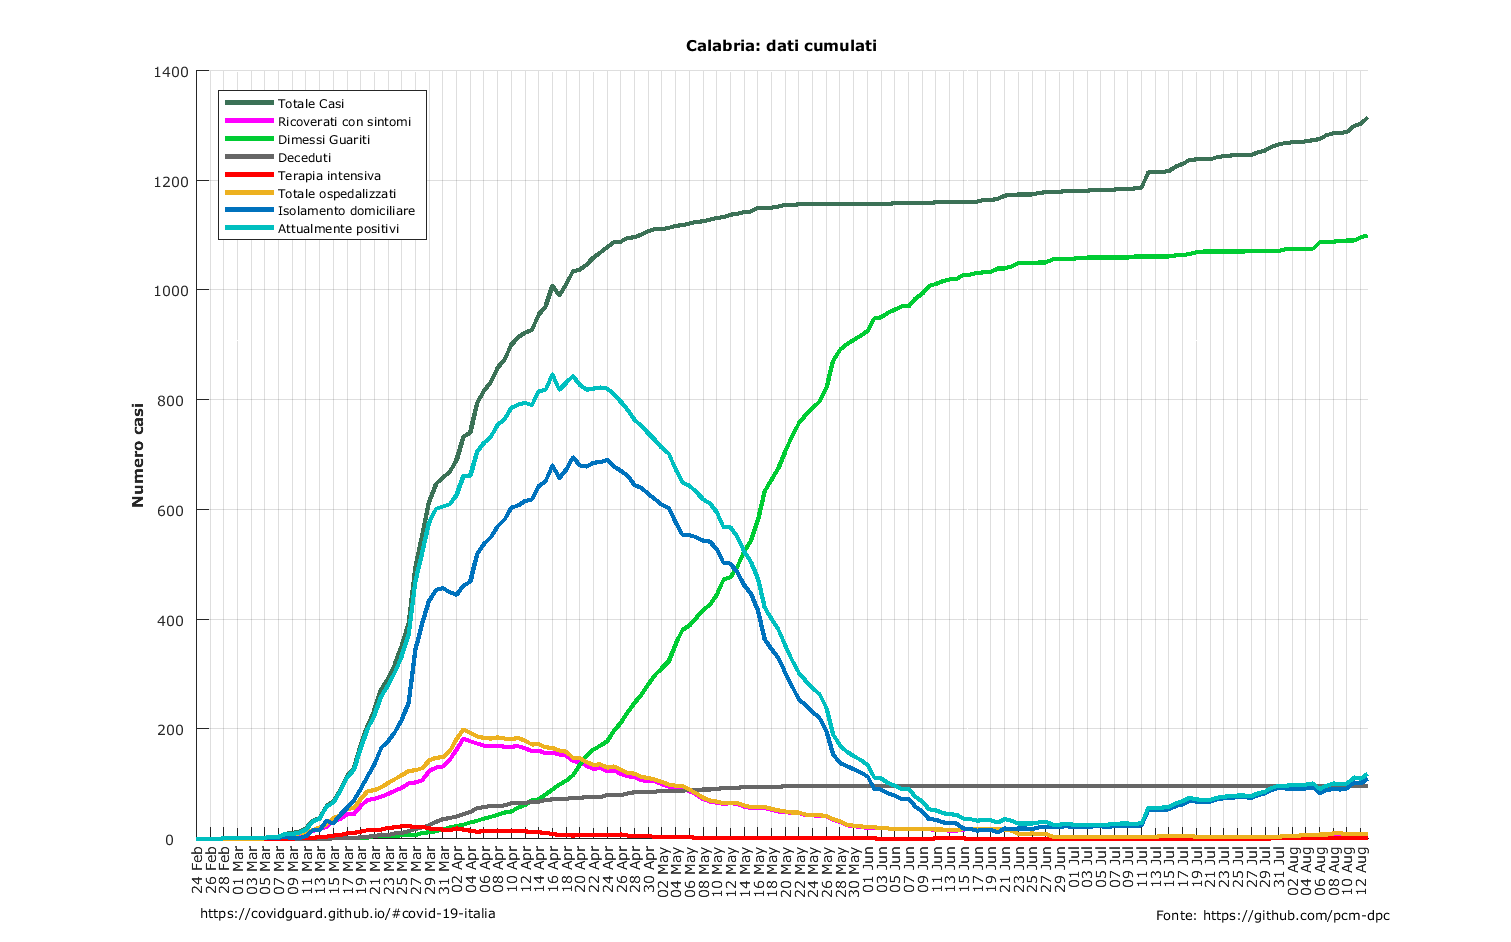 Calabria: dati cumulati
1400
1200
1000
800
600
400
200
0
Numero casi
Totale Casi
Ricoverati con sintomi
Dimessi Guariti
Deceduti
Terapia intensiva
Totale ospedalizzati
Isolamento domiciliare
Attualmente positivi
24 Feb
26 Feb
28 Feb
01 Mar
03 Mar
05 Mar
07 Mar
09 Mar
11 Mar
13 Mar
15 Mar
17 Mar
19 Mar
21 Mar
23 Mar
25 Mar
27 Mar
29 Mar
31 Mar
02 Apr
04 Apr
06 Apr
08 Apr
10 Apr
12 Apr
14 Apr
16 Apr
18 Apr
20 Apr
22 Apr
24 Apr
26 Apr
28 Apr
30 Apr
02 May
04 May
06 May
08 May
10 May
12 May
14 May
16 May
18 May
20 May
22 May
24 May
26 May
28 May
30 May
01 Jun
03 Jun
05 Jun
07 Jun
09 Jun
11 Jun
13 Jun
15 Jun
17 Jun
19 Jun
21 Jun
23 Jun
25 Jun
27 Jun
29 Jun
01 Jul
03 Jul
05 Jul
07 Jul
09 Jul
11 Jul
13 Jul
15 Jul
17 Jul
19 Jul
21 Jul
23 Jul
25 Jul
27 Jul
29 Jul
31 Jul
02 Aug
04 Aug
06 Aug
08 Aug
10 Aug
12 Aug
https://covidguard.github.io/#covid-19-italia
Fonte: https://github.com/pcm-dpc